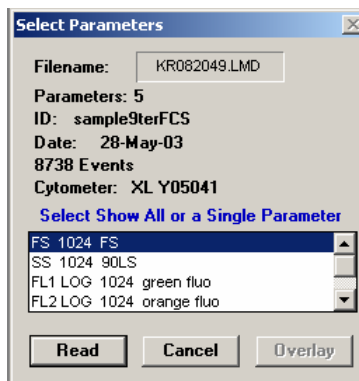 Select Parameters
Filename: KR082049.LMD
Parameters: 5
ID: sample9terFCS
Date: 28-May-03
8738 Events
Cytometer: XL Y05041
Select Show All or a Single Parameter
FS 1024 FS
SS 1024 90LS
FL1 LOG 1024 green fluo
FL2 LOG 1024 orange fluo
Read Cancel Overlay